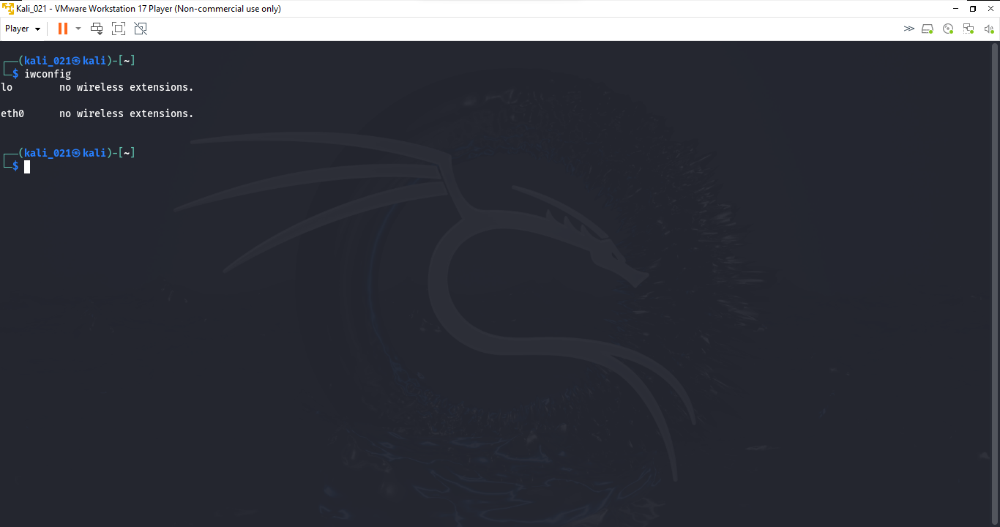 Kali_021 - VMware Workstation 17 Player (Non-commercial use only)
Player
┌──(kali_021㉿kali)-[~]
└─$ iwconfig
lo        no wireless extensions.
eth0      no wireless extensions.
┌──(kali_021㉿kali)-[~]
└─$